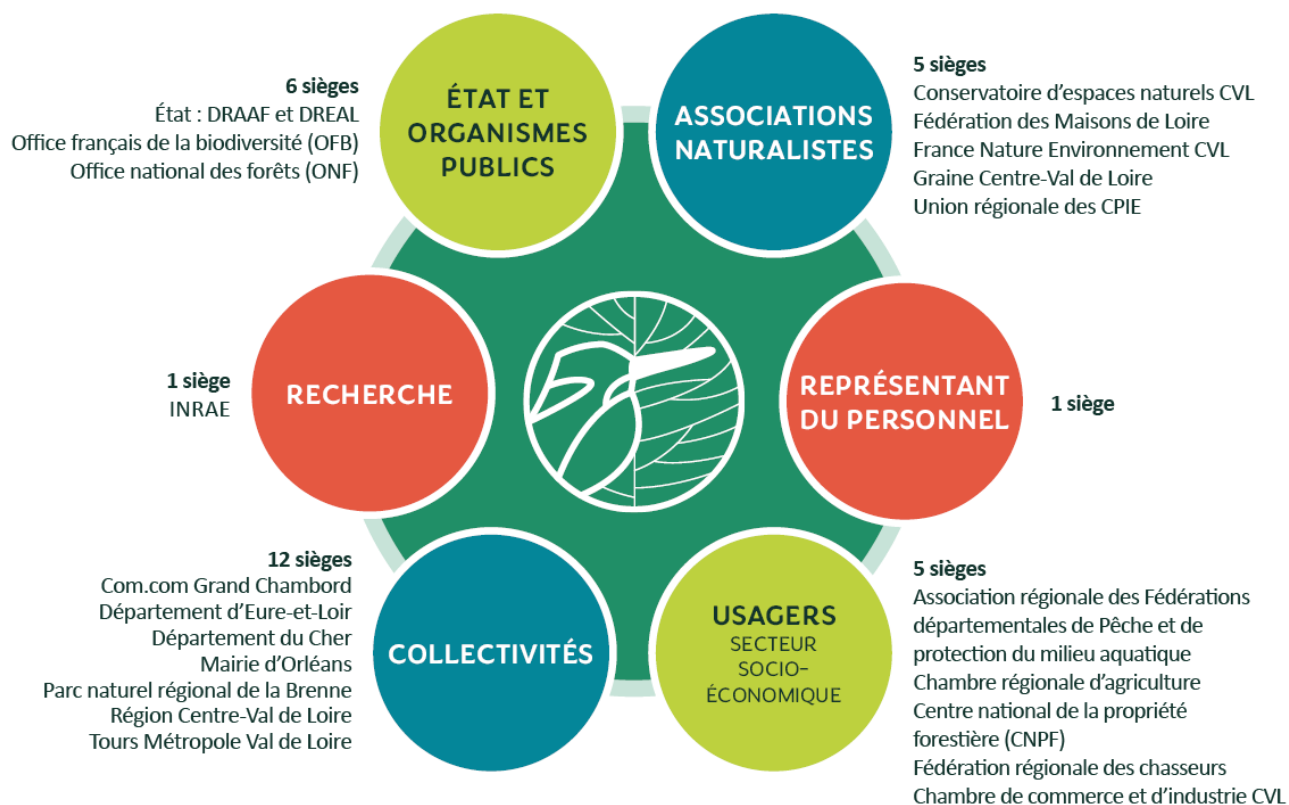 6 sièges
État : DRAAF et DREAL
Office français de la biodiversité (OFB)
Office national des forêts (ONF)
ÉTAT ET
ORGANISMES
PUBLICS
ASSOCIATIONS
NATURALISTES
5 sièges
Conservatoire d’espaces naturels CVL
Fédération des Maisons de Loire
France Nature Environnement CVL
Graine Centre-Val de Loire
Union régionale des CPIE
1 siège
INRAE
RECHERCHE
REPRÉSENTANT
DU PERSONNEL
1 siège
12 sièges
Com.com Grand Chambord
Département d’Eure-et-Loir
Département du Cher
Mairie d’Orléans
Parc naturel régional de la Brenne
Région Centre-Val de Loire
Tours Métropole Val de Loire
COLLECTIVITÉS
USAGERS
SECTEUR
SOCIO-
ÉCONOMIQUE
5 sièges
Association régionale des Fédérations
départementales de Pêche et de
protection du milieu aquatique
Chambre régionale d’agriculture
Centre national de la propriété
forestière (CNPF)
Fédération régionale des chasseurs
Chambre de commerce et d’industrie CVL